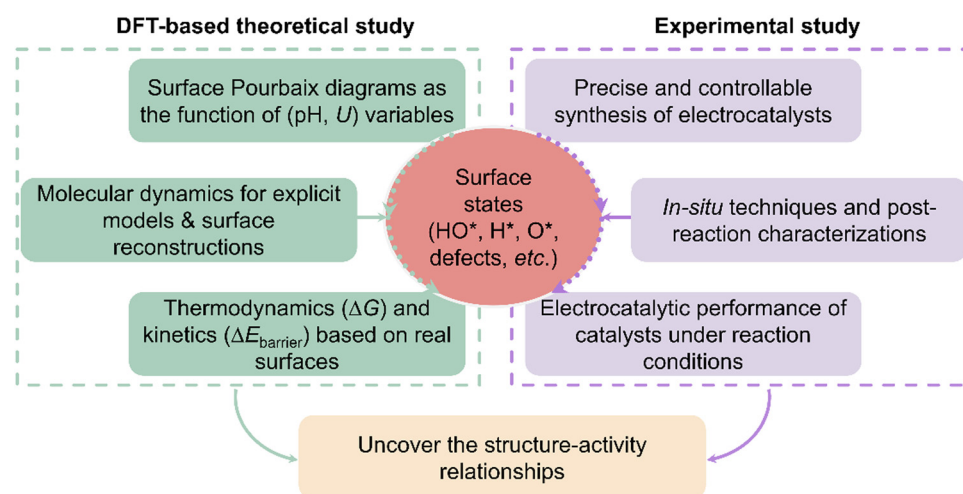 DFT-based theoretical study
Surface Pourbaix diagrams as
the function of (pH, U) variables
Molecular dynamics for explicit
models & surface
reconstructions
Thermodynamics (ΔG) and
kinetics (ΔEbarrier) based on real
surfaces
Surface
states
(HO*, H*, O*,
defects, etc.)
Experimental study
Precise and controllable
synthesis of electrocatalysts
In-situ techniques and post-
reaction characterizations
Electrocatalytic performance of
catalysts under reaction
conditions
Uncover the structure-activity
relationships